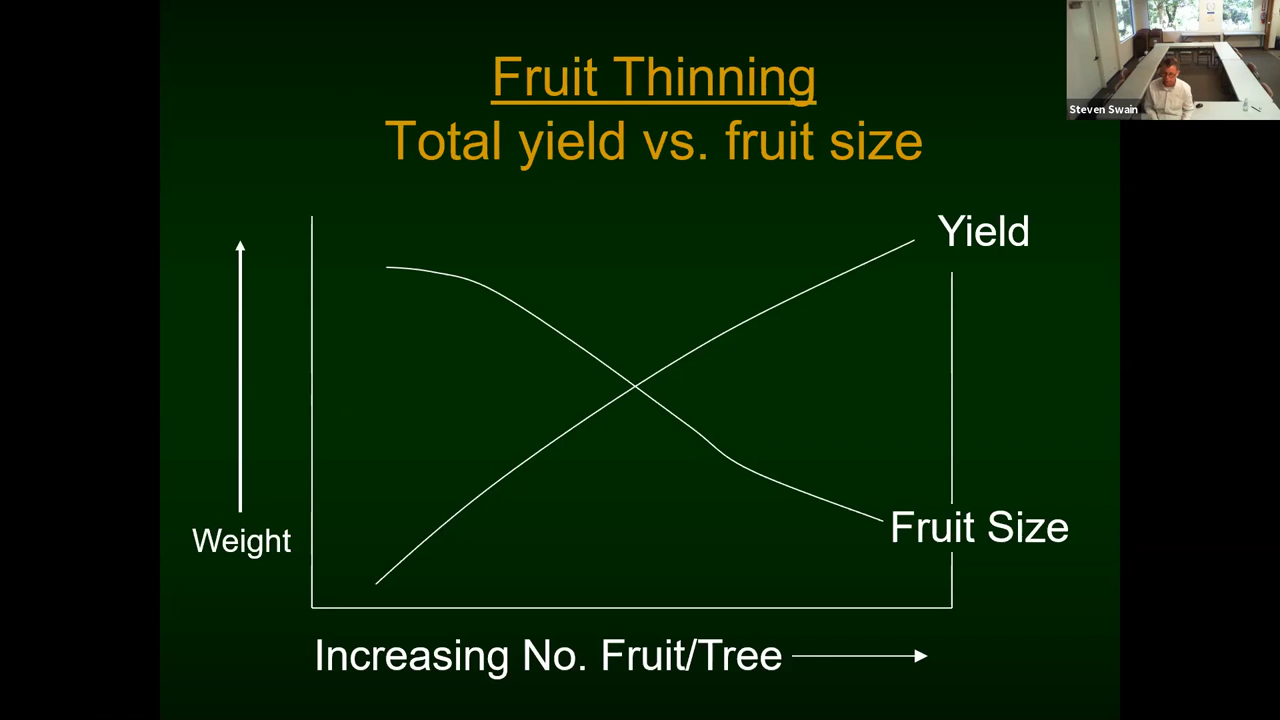 Fruit Thinning
Total yield vs. fruit size
Steven Swain
Yield
Weight
Fruit Size
Increasing No. Fruit/Tree